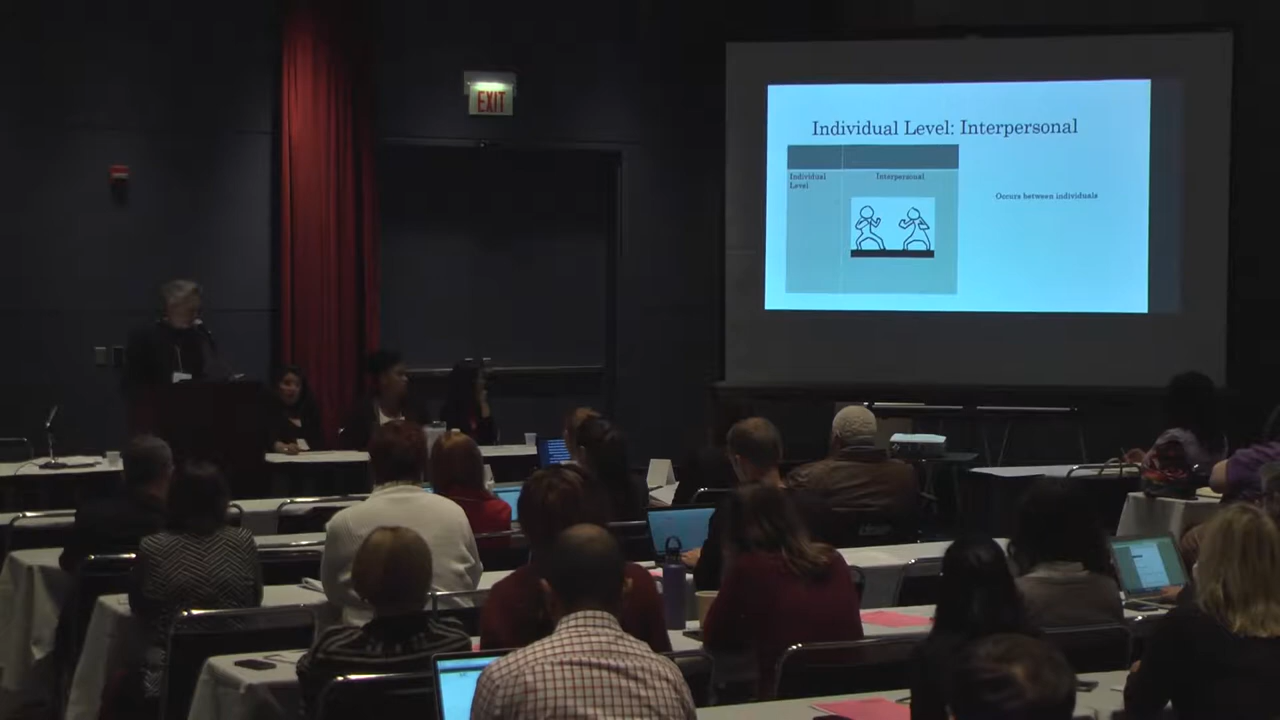 EXIT
Individual Level: Interpersonal
Individual
Level
Interpersonal
Occurs between individuals